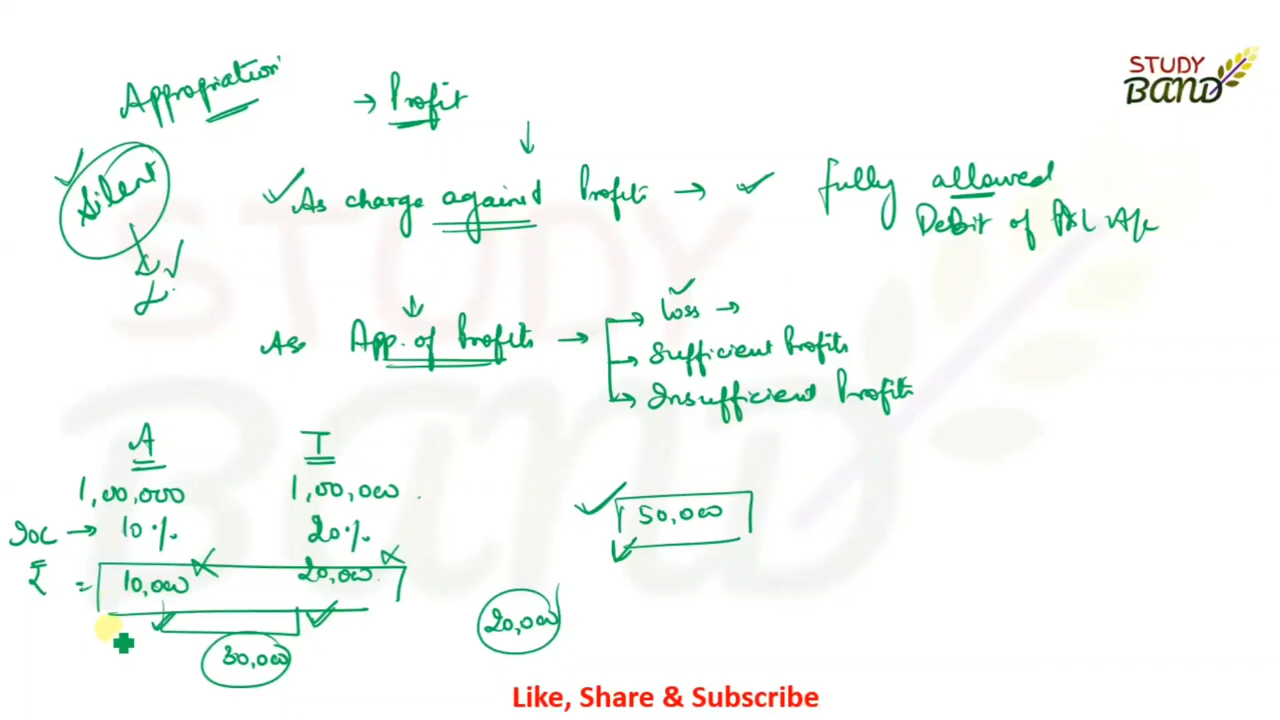 STUDY
BAND
Appropriation → Profit
Silent
✓ As charge against Profits → ✓ fully allowed
Debit of P&L A/c
As App. of Profits → loss →
Sufficient Profits
Insufficient Profits
A T
1,00,000 1,00,000
IOC → 10% 20%
₹ = 10,000 20,000
50,000
20,000
30,000
Like, Share & Subscribe